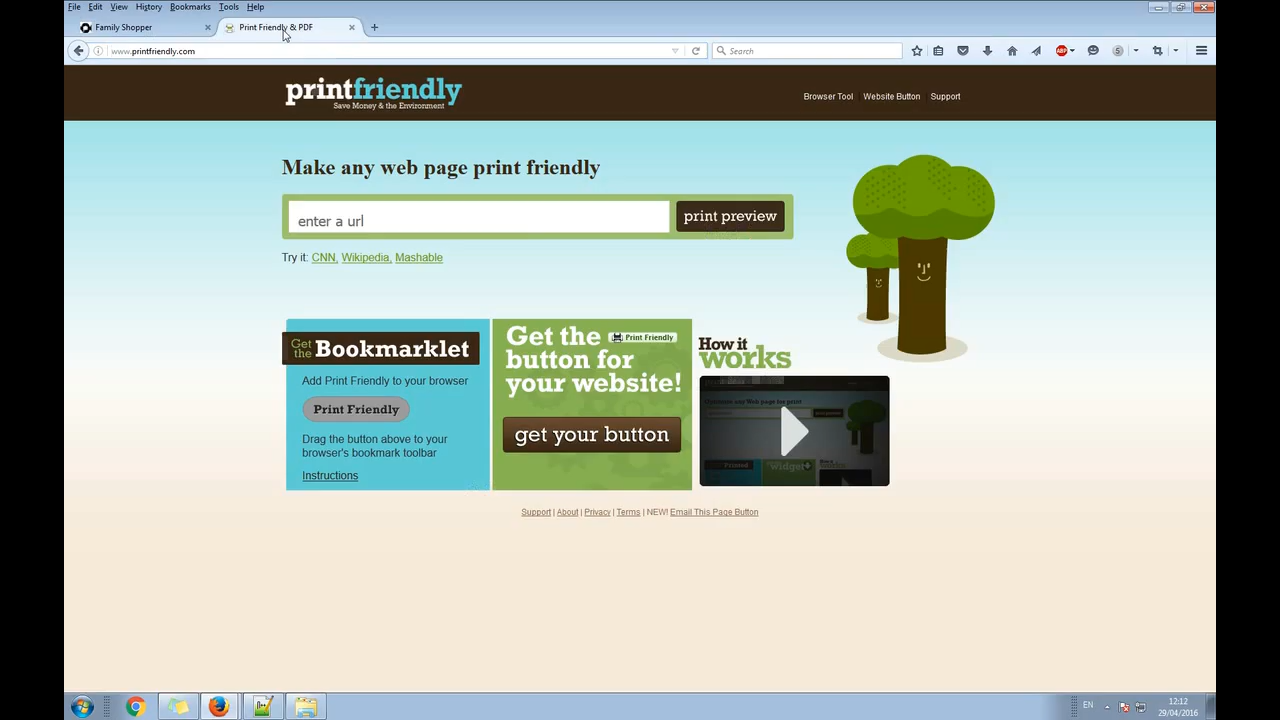 File Edit View History Bookmarks Tools Help
Family Shopper
Print Friendly & PDF
www.printfriendly.com
Search
ABP
S
printfriendly
Save Money & the Environment
Browser Tool Website Button Support
Make any web page print friendly
enter a url
print preview
Try it: CNN, Wikipedia, Mashable
Get the Bookmarklet
Add Print Friendly to your browser
Print Friendly
Drag the button above to your
browser's bookmark toolbar
Instructions
Get the Print Friendly
button for
your website!
get your button
How it
works
Support | About | Privacy | Terms | NEW! Email This Page Button
EN
12:12
29/04/2016